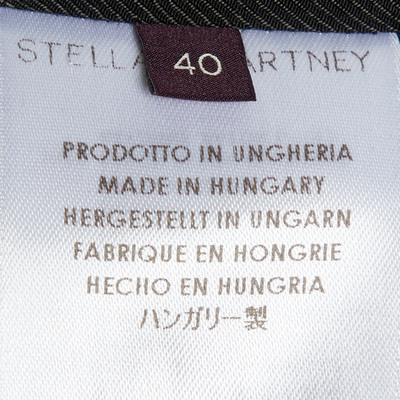 STELLA
RTNEY
40
PRODOTTO IN UNGHERIA
MADE IN HUNGARY
HERGESTELLT IN UNGARN
FABRIQUE EN HONGRIE
HECHO EN HUNGRIA
ハンガリー製